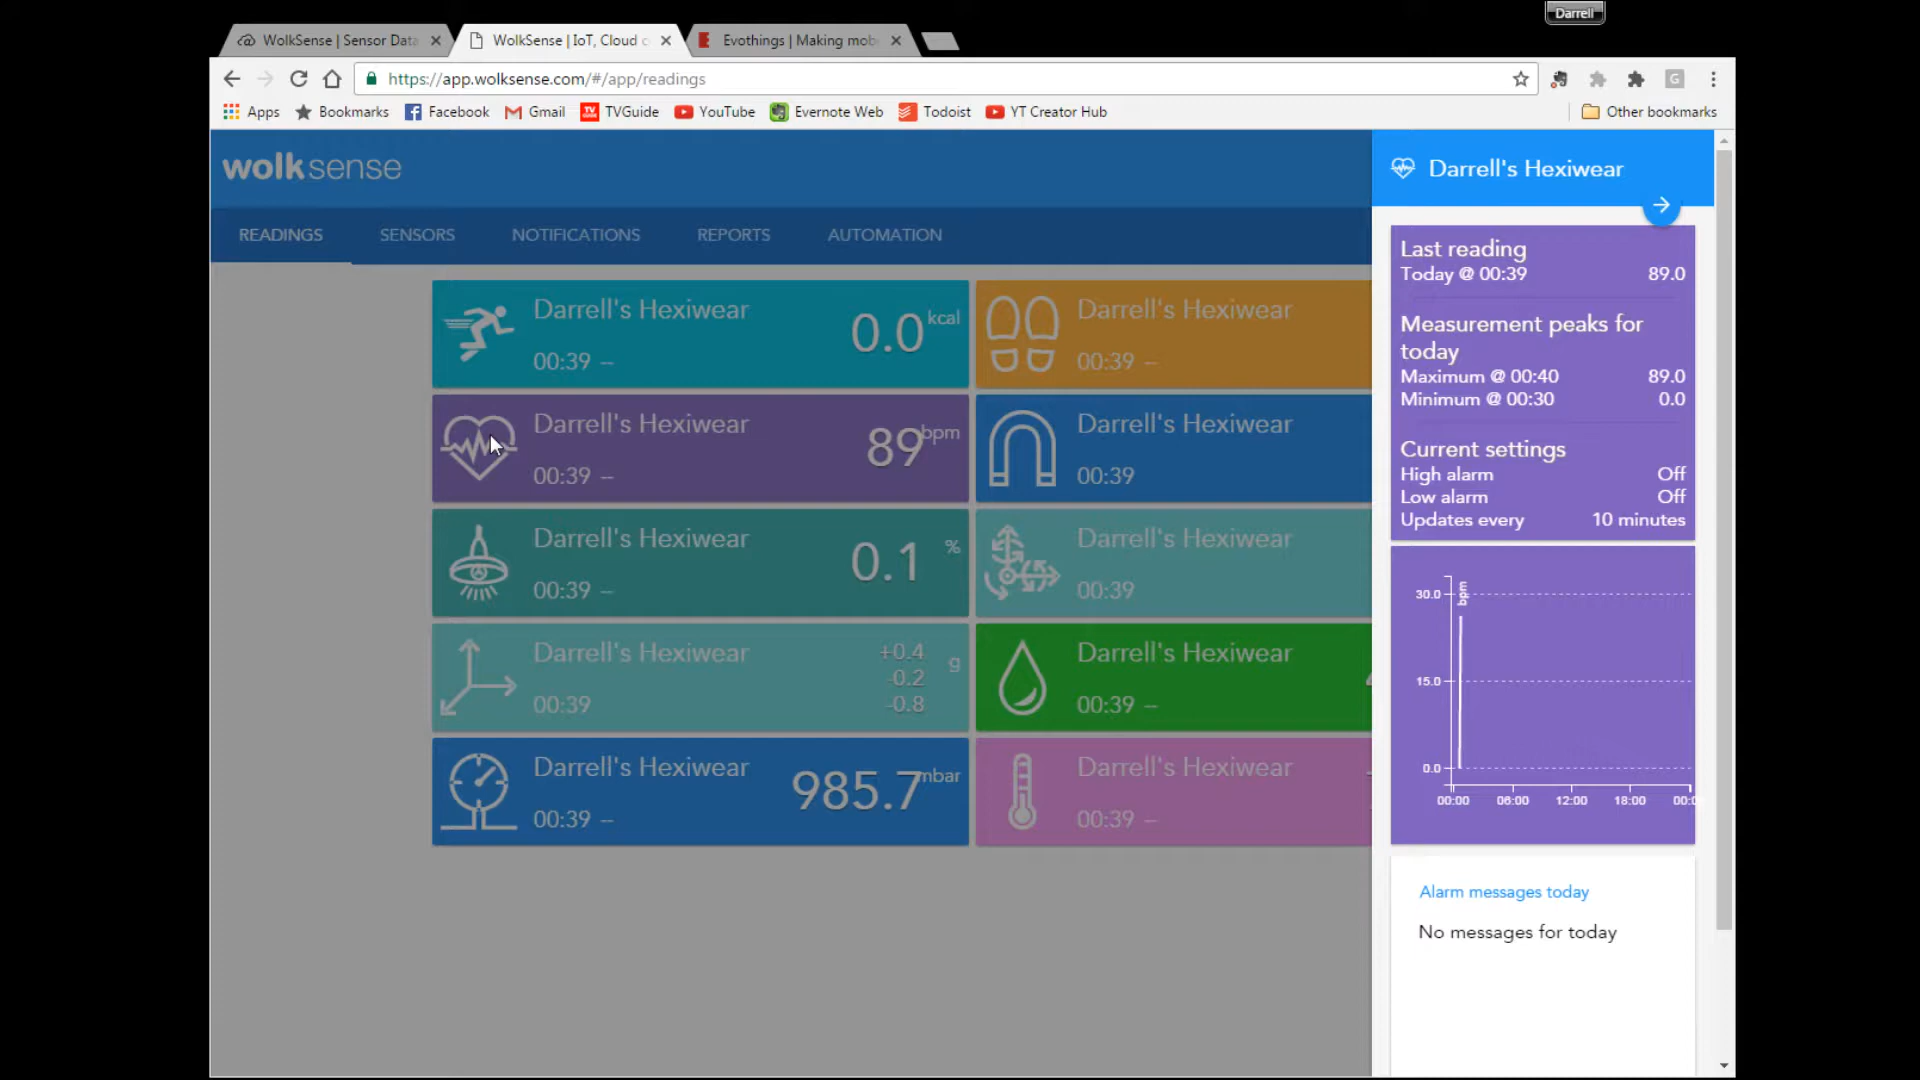 Darrell
WolkSense | Sensor Data
WolkSense | IoT, Cloud c
Evothings | Making mob
https://app.wolksense.com/#/app/readings
Apps
Bookmarks
Facebook
Gmail
TVGuide
YouTube
Evernote Web
Todoist
YT Creator Hub
Other bookmarks
wolksense
READINGS
SENSORS
NOTIFICATIONS
REPORTS
AUTOMATION
Darrell's Hexiwear
0.0 kcal
00:39 --
Darrell's Hexiwear
00:39 --
Darrell's Hexiwear
89 bpm
00:39 --
Darrell's Hexiwear
00:39
Darrell's Hexiwear
0.1 %
00:39 --
Darrell's Hexiwear
00:39
Darrell's Hexiwear
+0.4
-0.2 g
-0.8
00:39
Darrell's Hexiwear
00:39 --
Darrell's Hexiwear
985.7 mbar
00:39 --
Darrell's Hexiwear
00:39 --
Darrell's Hexiwear
Last reading
Today @ 00:39 89.0
Measurement peaks for
today
Maximum @ 00:40 89.0
Minimum @ 00:30 0.0
Current settings
High alarm Off
Low alarm Off
Updates every 10 minutes
bpm
30.0
15.0
0.0
00:00 06:00 12:00 18:00 00:0
Alarm messages today
No messages for today